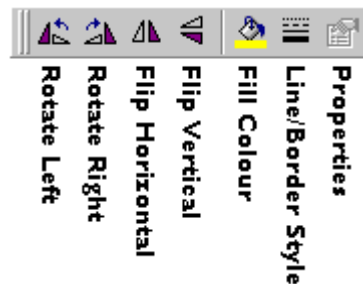 Rotate Left
Rotate Right
Flip Horizontal
Flip Vertical
Fill Colour
Line/Border Style
Properties